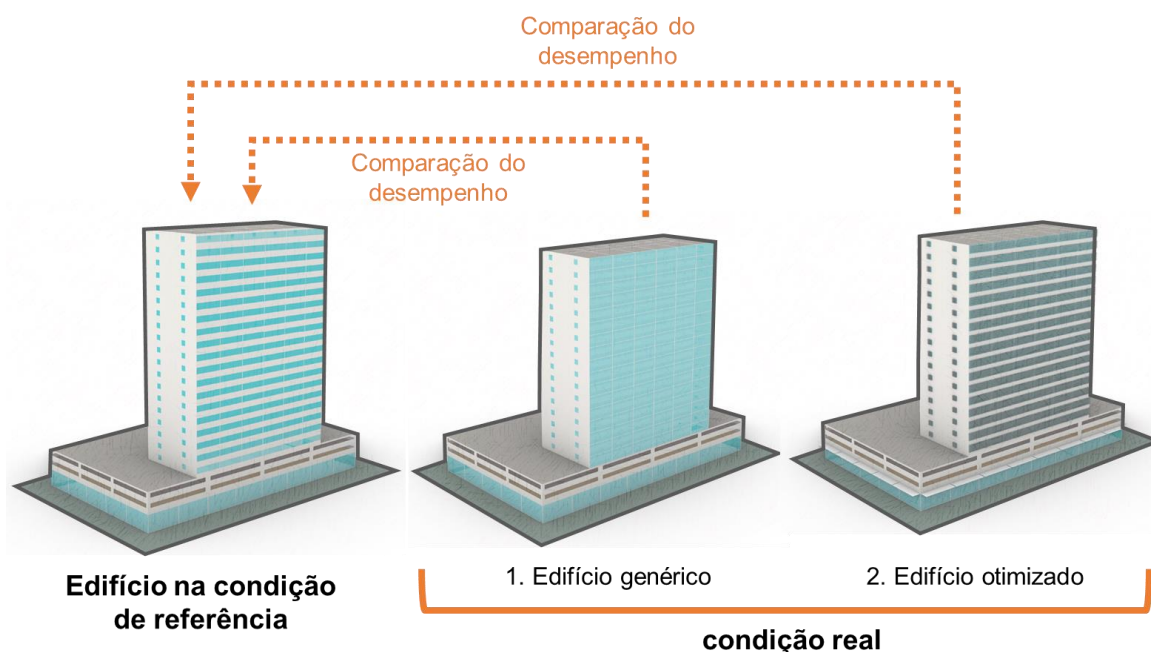 Comparação do
desempenho
Comparação do
desempenho
Edifício na condição
de referência
1. Edifício genérico
2. Edifício otimizado
condição real